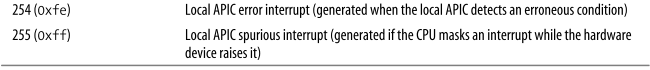 254 (0xfe) Local APIC error interrupt (generated when the local APIC detects an erroneous condition)
255 (0xff) Local APIC spurious interrupt (generated if the CPU masks an interrupt while the hardware
device raises it)